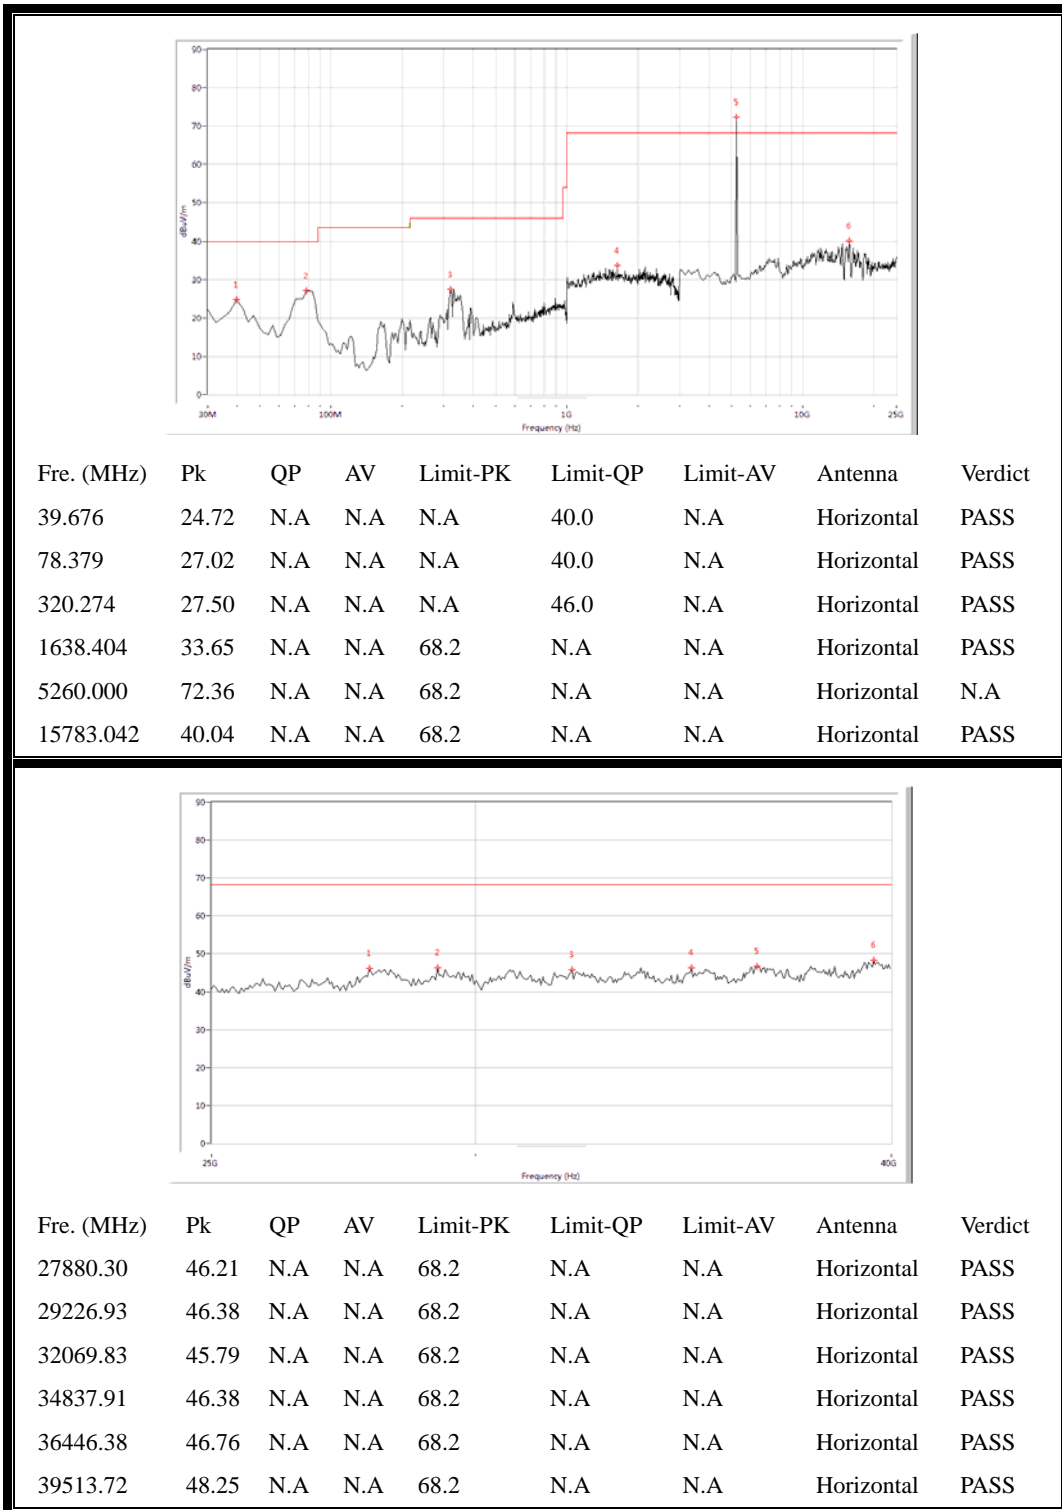 90
80
5
70
60
50
dBuV/m
6
40
4
30
1 2 3
20
10
0
30M 100M 1G 10G 25G
Frequency (Hz)
Fre. (MHz) Pk QP AV Limit-PK Limit-QP Limit-AV Antenna Verdict
39.676 24.72 N.A N.A N.A 40.0 N.A Horizontal PASS
78.379 27.02 N.A N.A N.A 40.0 N.A Horizontal PASS
320.274 27.50 N.A N.A N.A 46.0 N.A Horizontal PASS
1638.404 33.65 N.A N.A 68.2 N.A N.A Horizontal PASS
5260.000 72.36 N.A N.A 68.2 N.A N.A Horizontal N.A
15783.042 40.04 N.A N.A 68.2 N.A N.A Horizontal PASS
90
80
70
60
50
1 2 3 4 5 6
dBuV/m
40
30
20
10
0
25G 40G
Frequency (Hz)
Fre. (MHz) Pk QP AV Limit-PK Limit-QP Limit-AV Antenna Verdict
27880.30 46.21 N.A N.A 68.2 N.A N.A Horizontal PASS
29226.93 46.38 N.A N.A 68.2 N.A N.A Horizontal PASS
32069.83 45.79 N.A N.A 68.2 N.A N.A Horizontal PASS
34837.91 46.38 N.A N.A 68.2 N.A N.A Horizontal PASS
36446.38 46.76 N.A N.A 68.2 N.A N.A Horizontal PASS
39513.72 48.25 N.A N.A 68.2 N.A N.A Horizontal PASS